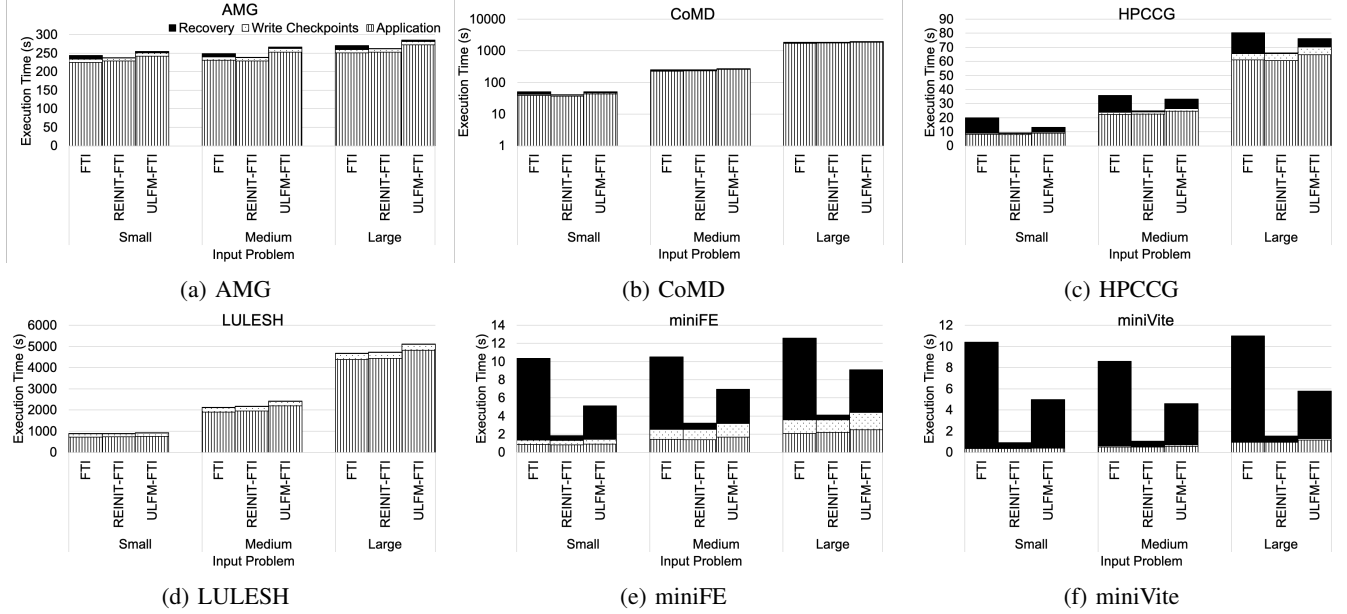 AMG
Recovery Write Checkpoints Application
Execution Time (s)
300
250
200
150
100
50
0
FTI
REINIT-FTI
ULFM-FTI
FTI
REINIT-FTI
ULFM-FTI
FTI
REINIT-FTI
ULFM-FTI
Small Medium Large
Input Problem
(a) AMG
CoMD
Execution Time (s)
10000
1000
100
10
1
FTI
REINIT-FTI
ULFM-FTI
FTI
REINIT-FTI
ULFM-FTI
FTI
REINIT-FTI
ULFM-FTI
Small Medium Large
Input Problem
(b) CoMD
HPCCG
Execution Time (s)
90
80
70
60
50
40
30
20
10
0
FTI
REINIT-FTI
ULFM-FTI
FTI
REINIT-FTI
ULFM-FTI
FTI
REINIT-FTI
ULFM-FTI
Small Medium Large
Input Problem
(c) HPCCG
LULESH
Execution Time (s)
6000
5000
4000
3000
2000
1000
0
FTI
REINIT-FTI
ULFM-FTI
FTI
REINIT-FTI
ULFM-FTI
FTI
REINIT-FTI
ULFM-FTI
Small Medium Large
Input Problem
(d) LULESH
miniFE
Execution Time (s)
14
12
10
8
6
4
2
0
FTI
REINIT-FTI
ULFM-FTI
FTI
REINIT-FTI
ULFM-FTI
FTI
REINIT-FTI
ULFM-FTI
Small Medium Large
Input Problem
(e) miniFE
miniVite
Execution Time (s)
12
10
8
6
4
2
0
FTI
REINIT-FTI
ULFM-FTI
FTI
REINIT-FTI
ULFM-FTI
FTI
REINIT-FTI
ULFM-FTI
Small Medium Large
Input Problem
(f) miniVite